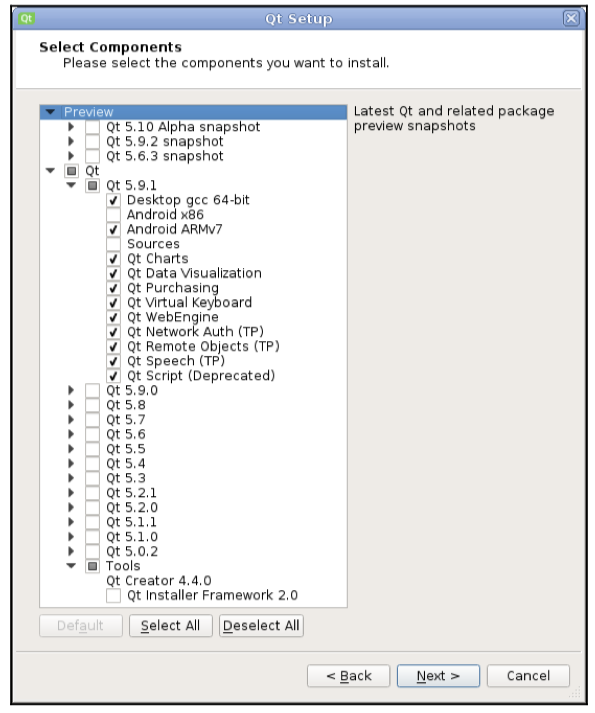 Qt
Qt Setup
Select Components
Please select the components you want to install.
Preview
Qt 5.10 Alpha snapshot
Qt 5.9.2 snapshot
Qt 5.6.3 snapshot
Qt
Qt 5.9.1
Desktop gcc 64-bit
Android x86
Android ARMv7
Sources
Qt Charts
Qt Data Visualization
Qt Purchasing
Qt Virtual Keyboard
Qt WebEngine
Qt Network Auth (TP)
Qt Remote Objects (TP)
Qt Speech (TP)
Qt Script (Deprecated)
Qt 5.9.0
Qt 5.8
Qt 5.7
Qt 5.6
Qt 5.5
Qt 5.4
Qt 5.3
Qt 5.2.1
Qt 5.2.0
Qt 5.1.1
Qt 5.1.0
Qt 5.0.2
Tools
Qt Creator 4.4.0
Qt Installer Framework 2.0
Latest Qt and related package
preview snapshots
Default
Select All
Deselect All
< Back
Next >
Cancel